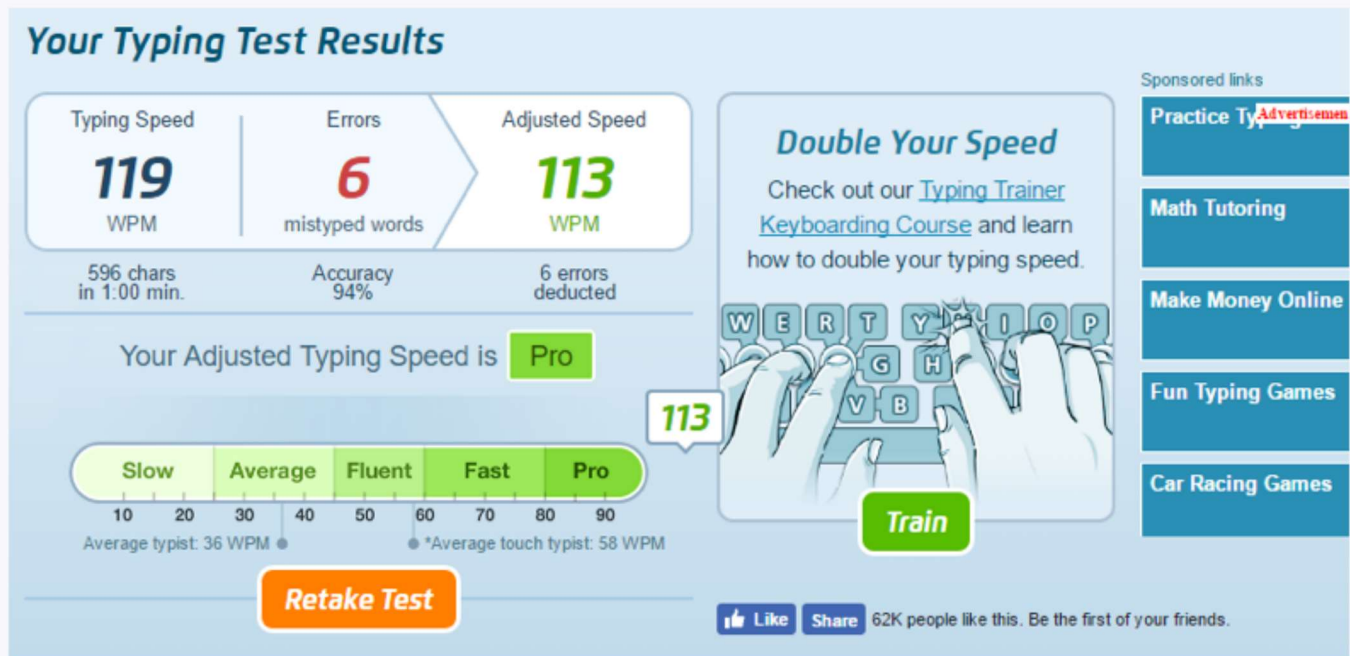 Your Typing Test Results
Typing Speed
119
WPM
596 chars
in 1:00 min.
Errors
6
mistyped words
Accuracy
94%
Adjusted Speed
113
WPM
6 errors
deducted
Your Adjusted Typing Speed is Pro
113
Slow Average Fluent Fast Pro
10 20 30 40 50 60 70 80 90
Average typist: 36 WPM *Average touch typist: 58 WPM
Retake Test
Double Your Speed
Check out our Typing Trainer
Keyboarding Course and learn
how to double your typing speed.
W E R T Y I O P
G H
V B
Train
Like Share 62K people like this. Be the first of your friends.
Sponsored links
Practice
Advertisemen
Math Tutoring
Make Money Online
Fun Typing Games
Car Racing Games